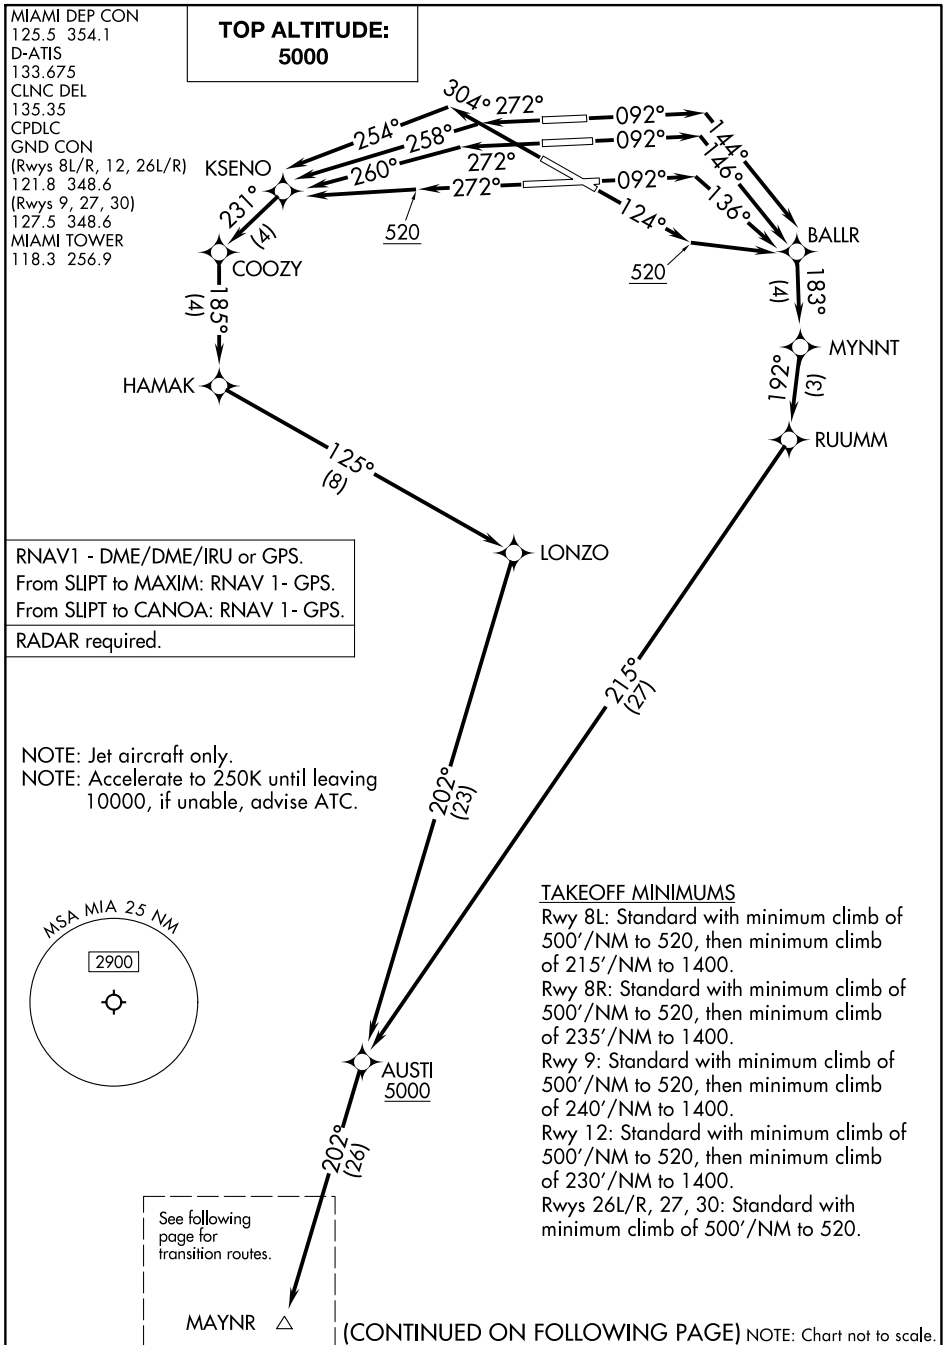 MIAMI DEP CON
125.5 354.1
D-ATIS
133.675
CLNC DEL
135.35
CPDLC
GND CON
(Rwys 8L/R, 12, 26L/R)
121.8 348.6
(Rwys 9, 27, 30)
127.5 348.6
MIAMI TOWER
118.3 256.9
TOP ALTITUDE:
5000
304°
272°
092°
144°
254°
258°
092°
146°
260°
272°
KSENO
272°
092°
136°
231°
(4)
520
124°
520
BALLR
COOZY
185°
(4)
183°
(4)
MYNNT
HAMAK
192°
(3)
RUUMM
125°
(8)
LONZO
RNAV1 - DME/DME/IRU or GPS.
From SLIPT to MAXIM: RNAV 1- GPS.
From SLIPT to CANOA: RNAV 1- GPS.
RADAR required.
215°
(27)
NOTE: Jet aircraft only.
NOTE: Accelerate to 250K until leaving
10000, if unable, advise ATC.
202°
(23)
MSA MIA 25 NM
2900
TAKEOFF MINIMUMS
Rwy 8L: Standard with minimum climb of
500'/NM to 520, then minimum climb
of 215'/NM to 1400.
Rwy 8R: Standard with minimum climb of
500'/NM to 520, then minimum climb
of 235'/NM to 1400.
Rwy 9: Standard with minimum climb of
500'/NM to 520, then minimum climb
of 240'/NM to 1400.
Rwy 12: Standard with minimum climb of
500'/NM to 520, then minimum climb
of 230'/NM to 1400.
Rwys 26L/R, 27, 30: Standard with
minimum climb of 500'/NM to 520.
AUSTI
5000
202°
(26)
See following
page for
transition routes.
MAYNR
(CONTINUED ON FOLLOWING PAGE) NOTE: Chart not to scale.